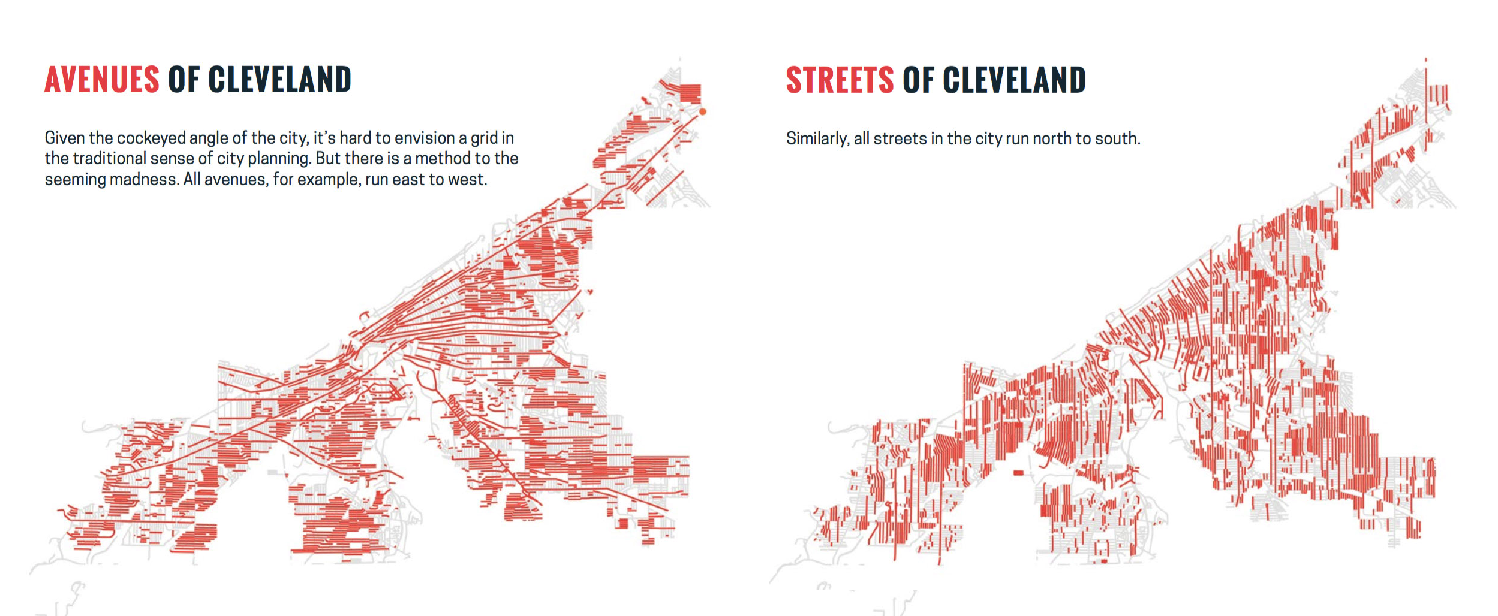 AVENUES OF CLEVELAND
Given the cockeyed angle of the city, it's hard to envision a grid in
the traditional sense of city planning. But there is a method to the
seeming madness. All avenues, for example, run east to west.
STREETS OF CLEVELAND
Similarly, all streets in the city run north to south.